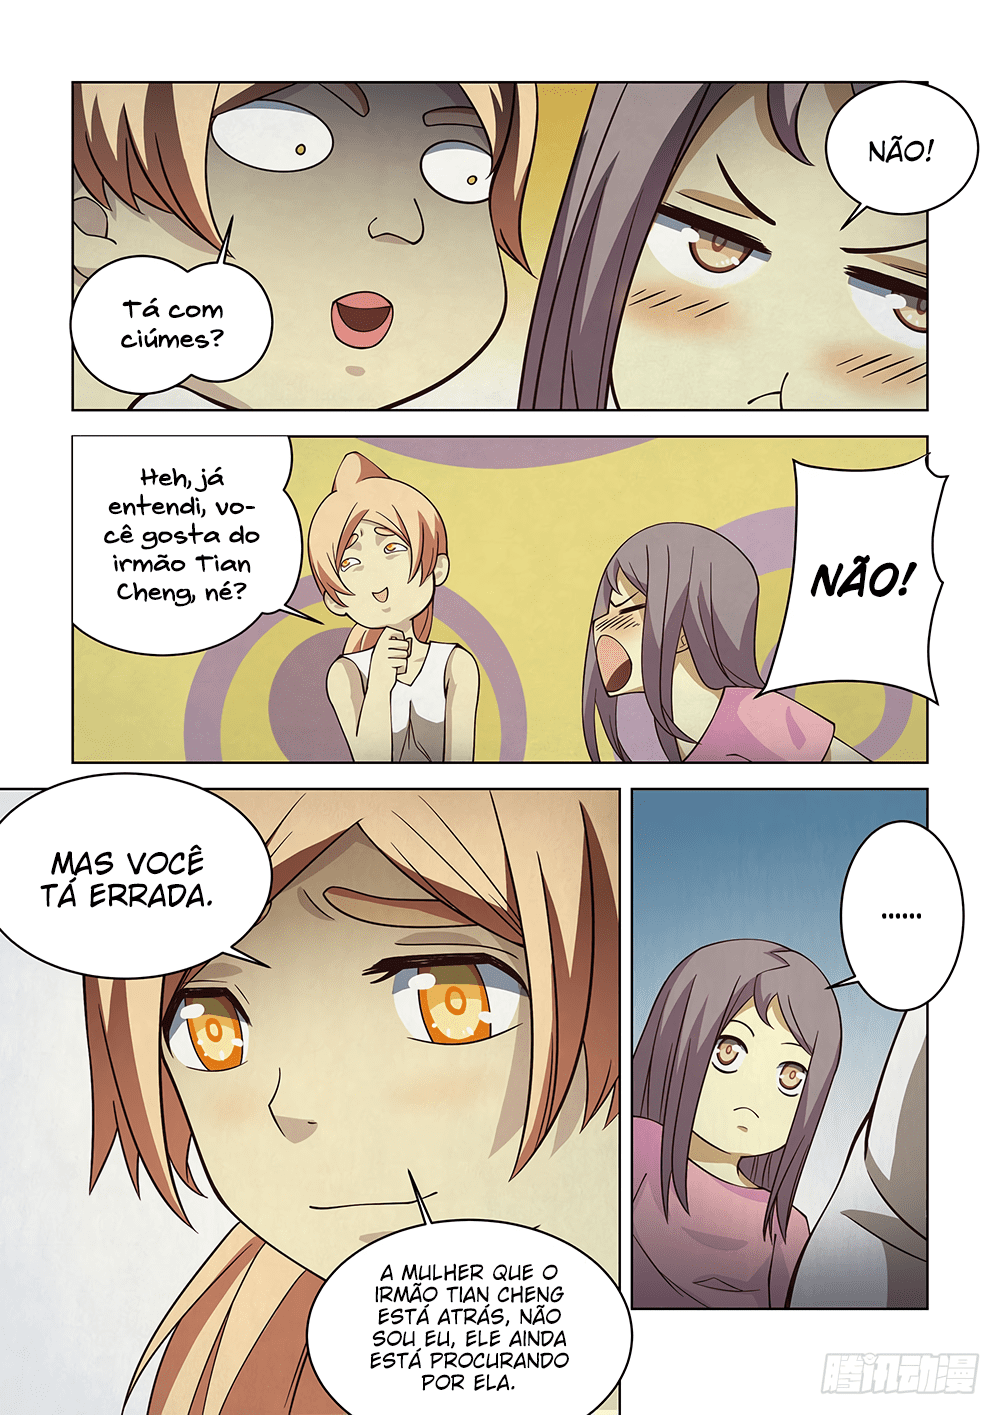 NÃO!
Tá com
ciúmes?
Heh, já
entendi, vo-
cê gosta do
irmão Tian
Cheng, né?
NÃO!
MAS VOCÊ
TÁ ERRADA.
......
A MULHER QUE O
IRMÃO TIAN CHENG
ESTÁ ATRÁS, NÃO
SOU EU, ELE AINDA
ESTÁ PROCURANDO
POR ELA.
腾讯动漫